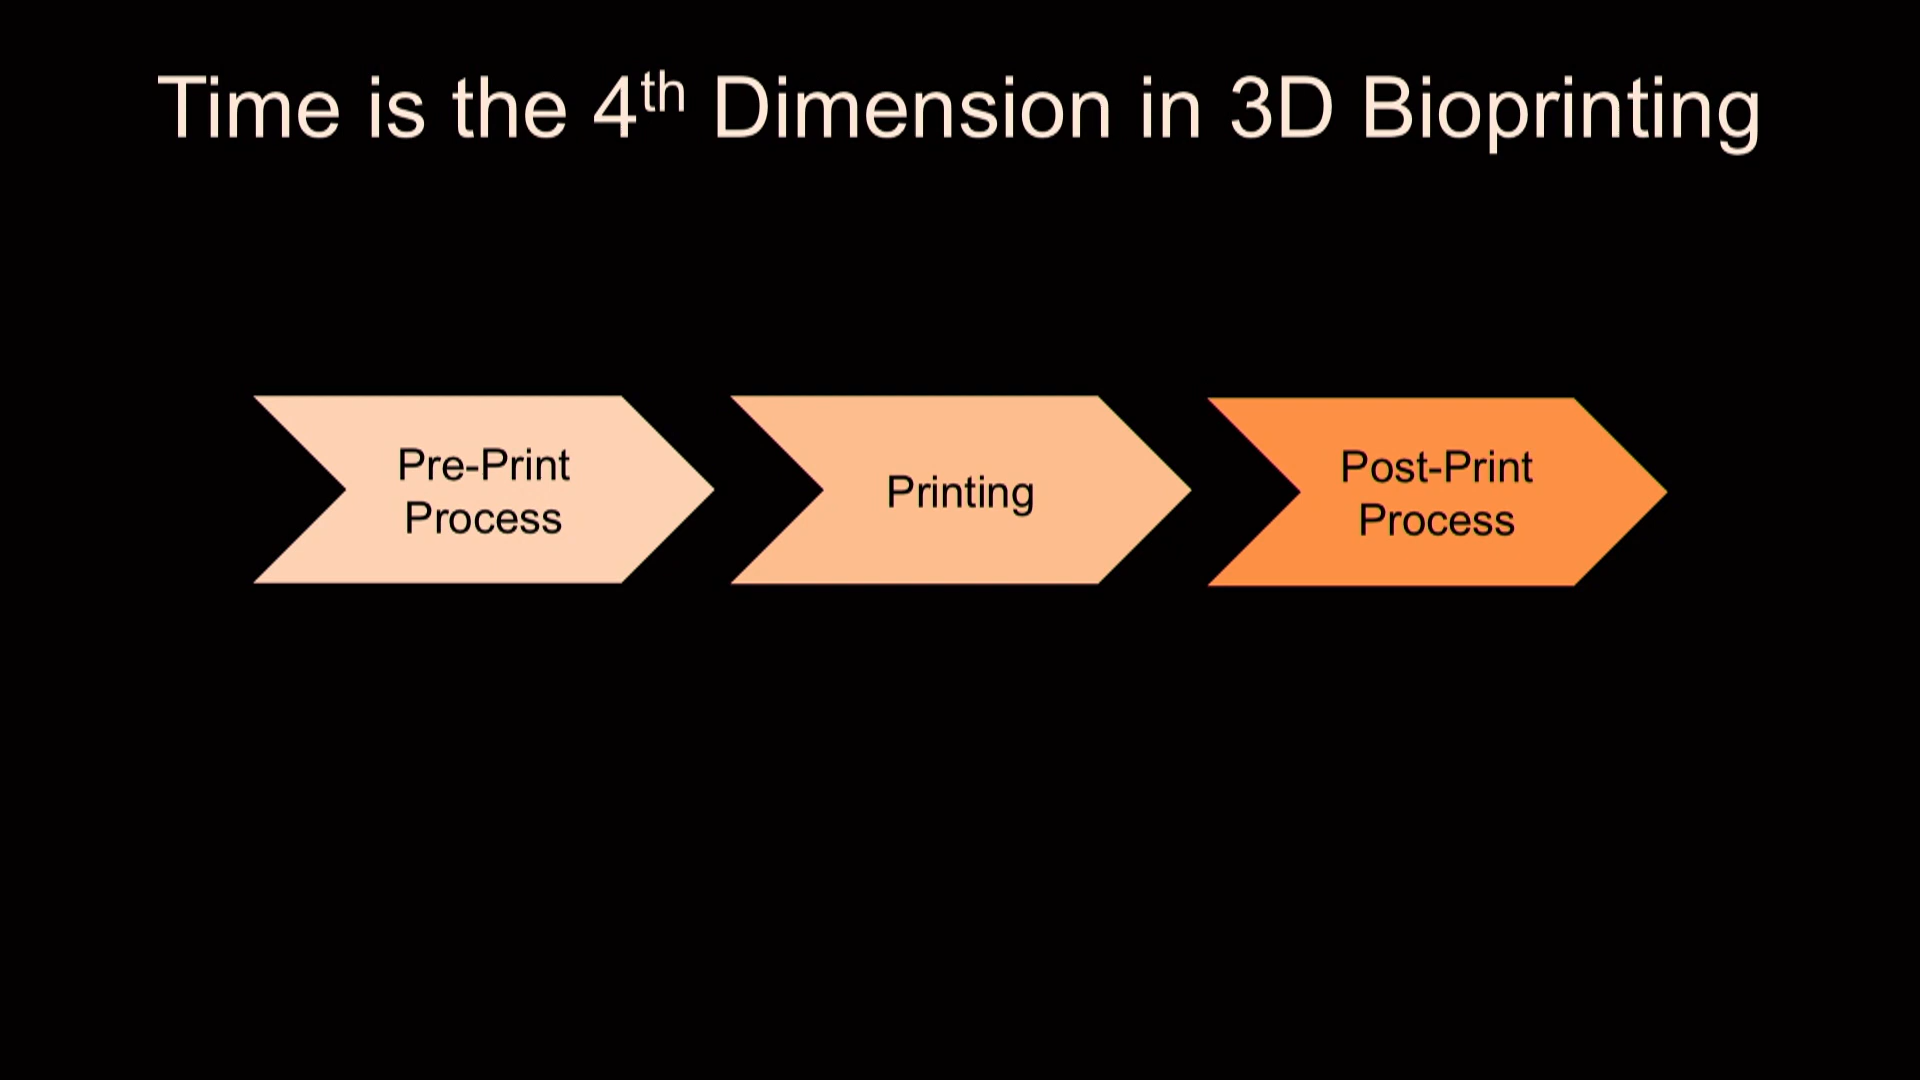 Time is the 4th Dimension in 3D Bioprinting
Pre-Print
Process
Printing
Post-Print
Process